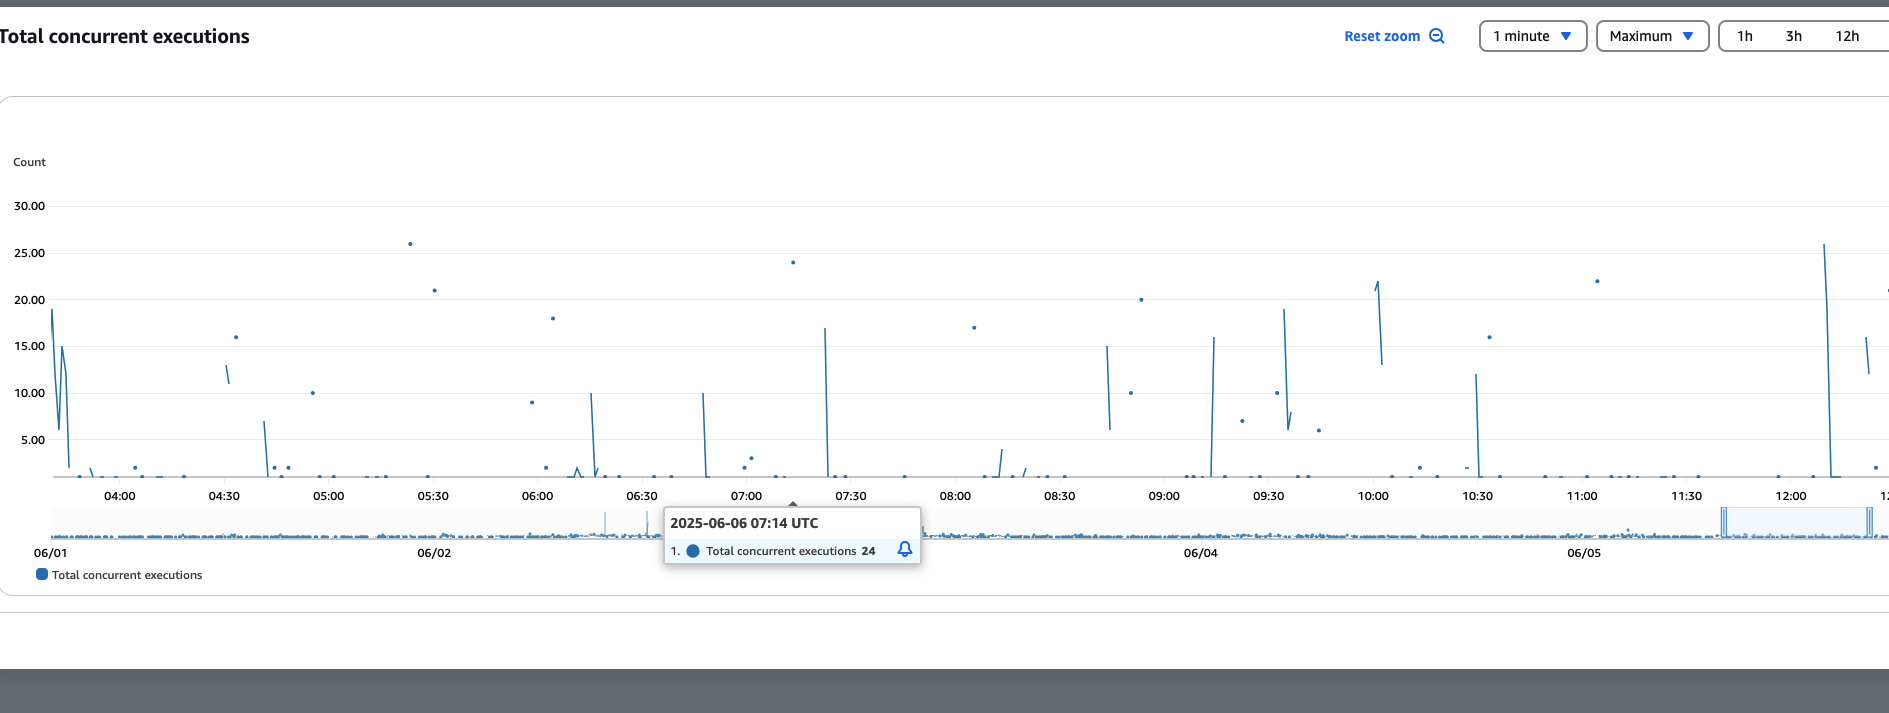 Total concurrent executions
Reset zoom
1 minute
Maximum
1h 3h 12h
Count
30.00
25.00
20.00
15.00
10.00
5.00
04:00 04:30 05:00 05:30 06:00 06:30 07:00 07:30 08:00 08:30 09:00 09:30 10:00 10:30 11:00 11:30 12:00 12
2025-06-06 07:14 UTC
1. Total concurrent executions 24
06/01 06/02 06/04 06/05
Total concurrent executions